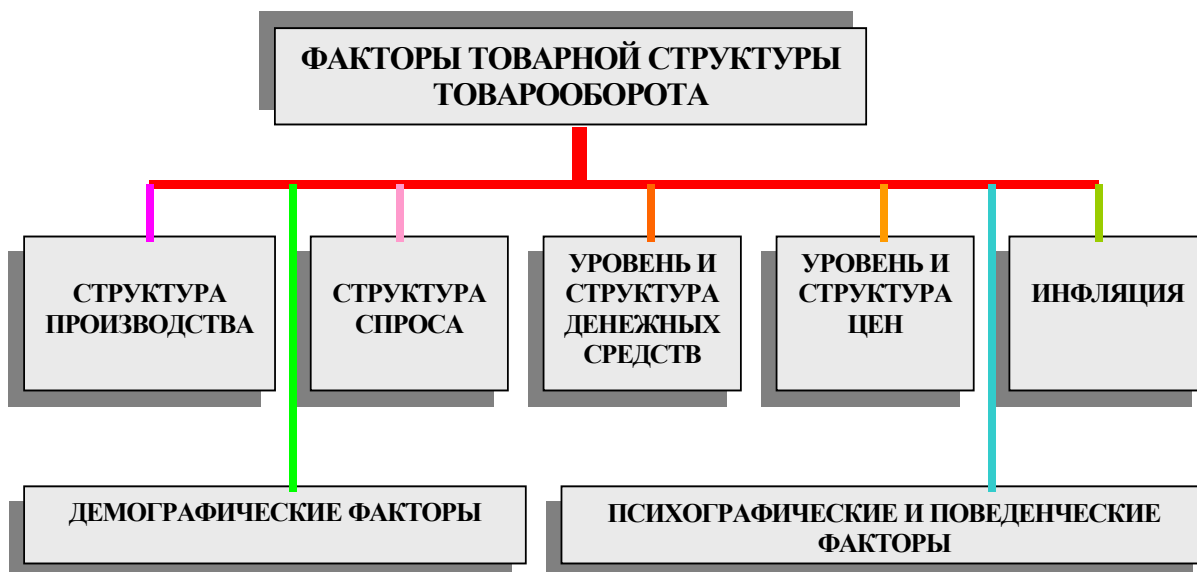 ФАКТОРЫ ТОВАРНОЙ СТРУКТУРЫ
ТОВАРООБОРОТА
СТРУКТУРА
ПРОИЗВОДСТВА
СТРУКТУРА
СПРОСА
УРОВЕНЬ И
СТРУКТУРА
ДЕНЕЖНЫХ
СРЕДСТВ
УРОВЕНЬ И
СТРУКТУРА
ЦЕН
ИНФЛЯЦИЯ
ДЕМОГРАФИЧЕСКИЕ ФАКТОРЫ
ПСИХОГРАФИЧЕСКИЕ И ПОВЕДЕНЧЕСКИЕ
ФАКТОРЫ